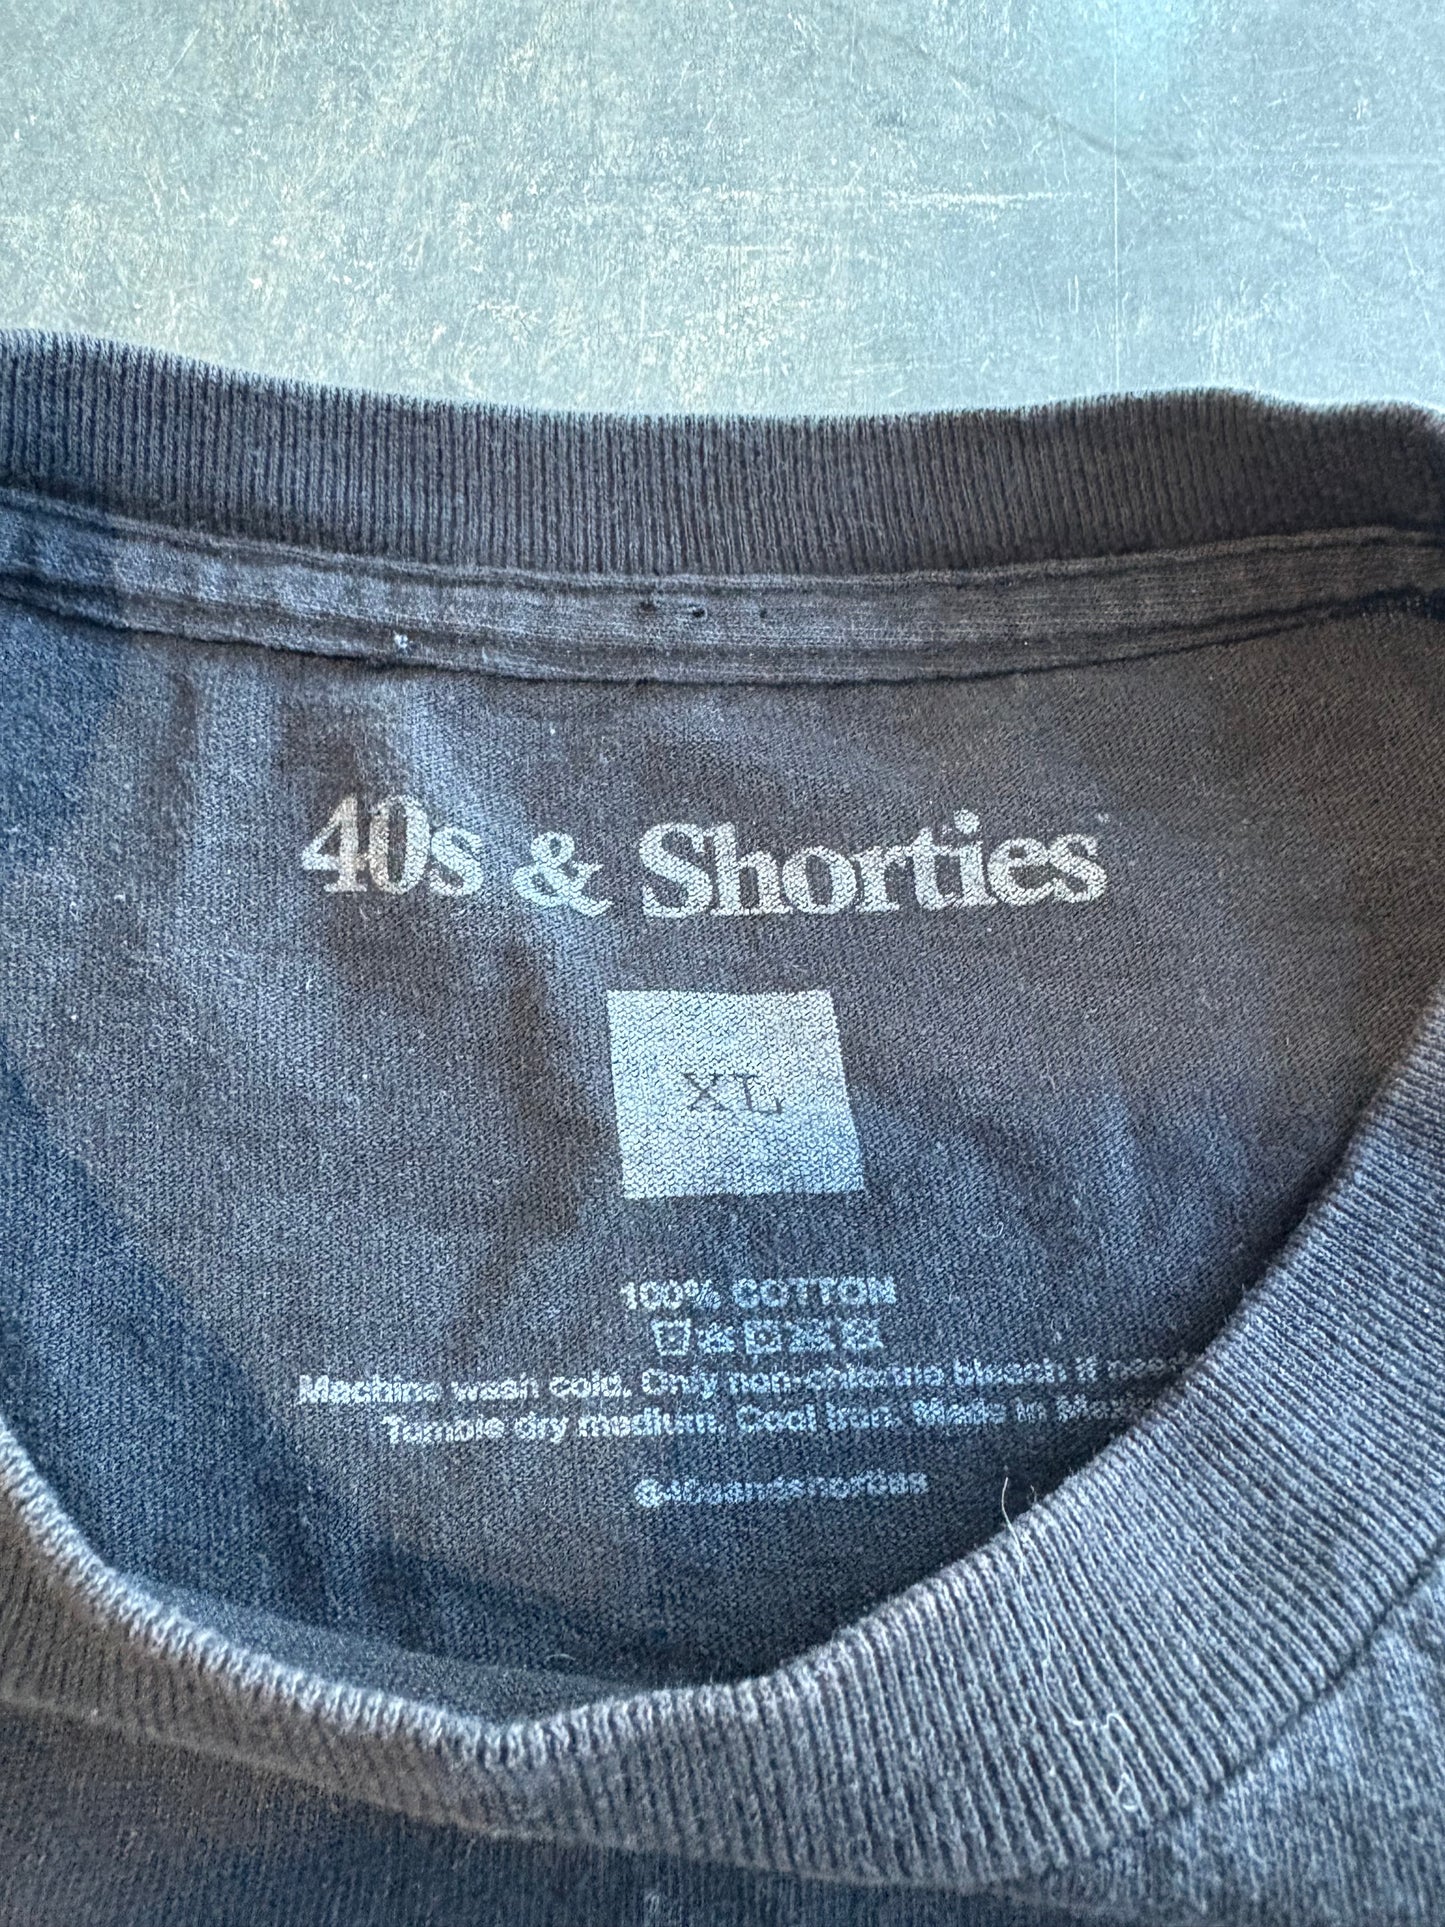 40s & Shorties
XL
100% COTTON
Machine wash cold. Only non-chlorine bleach if
Tumble dry medium. Cool Iron. Made in
@40sandshorties